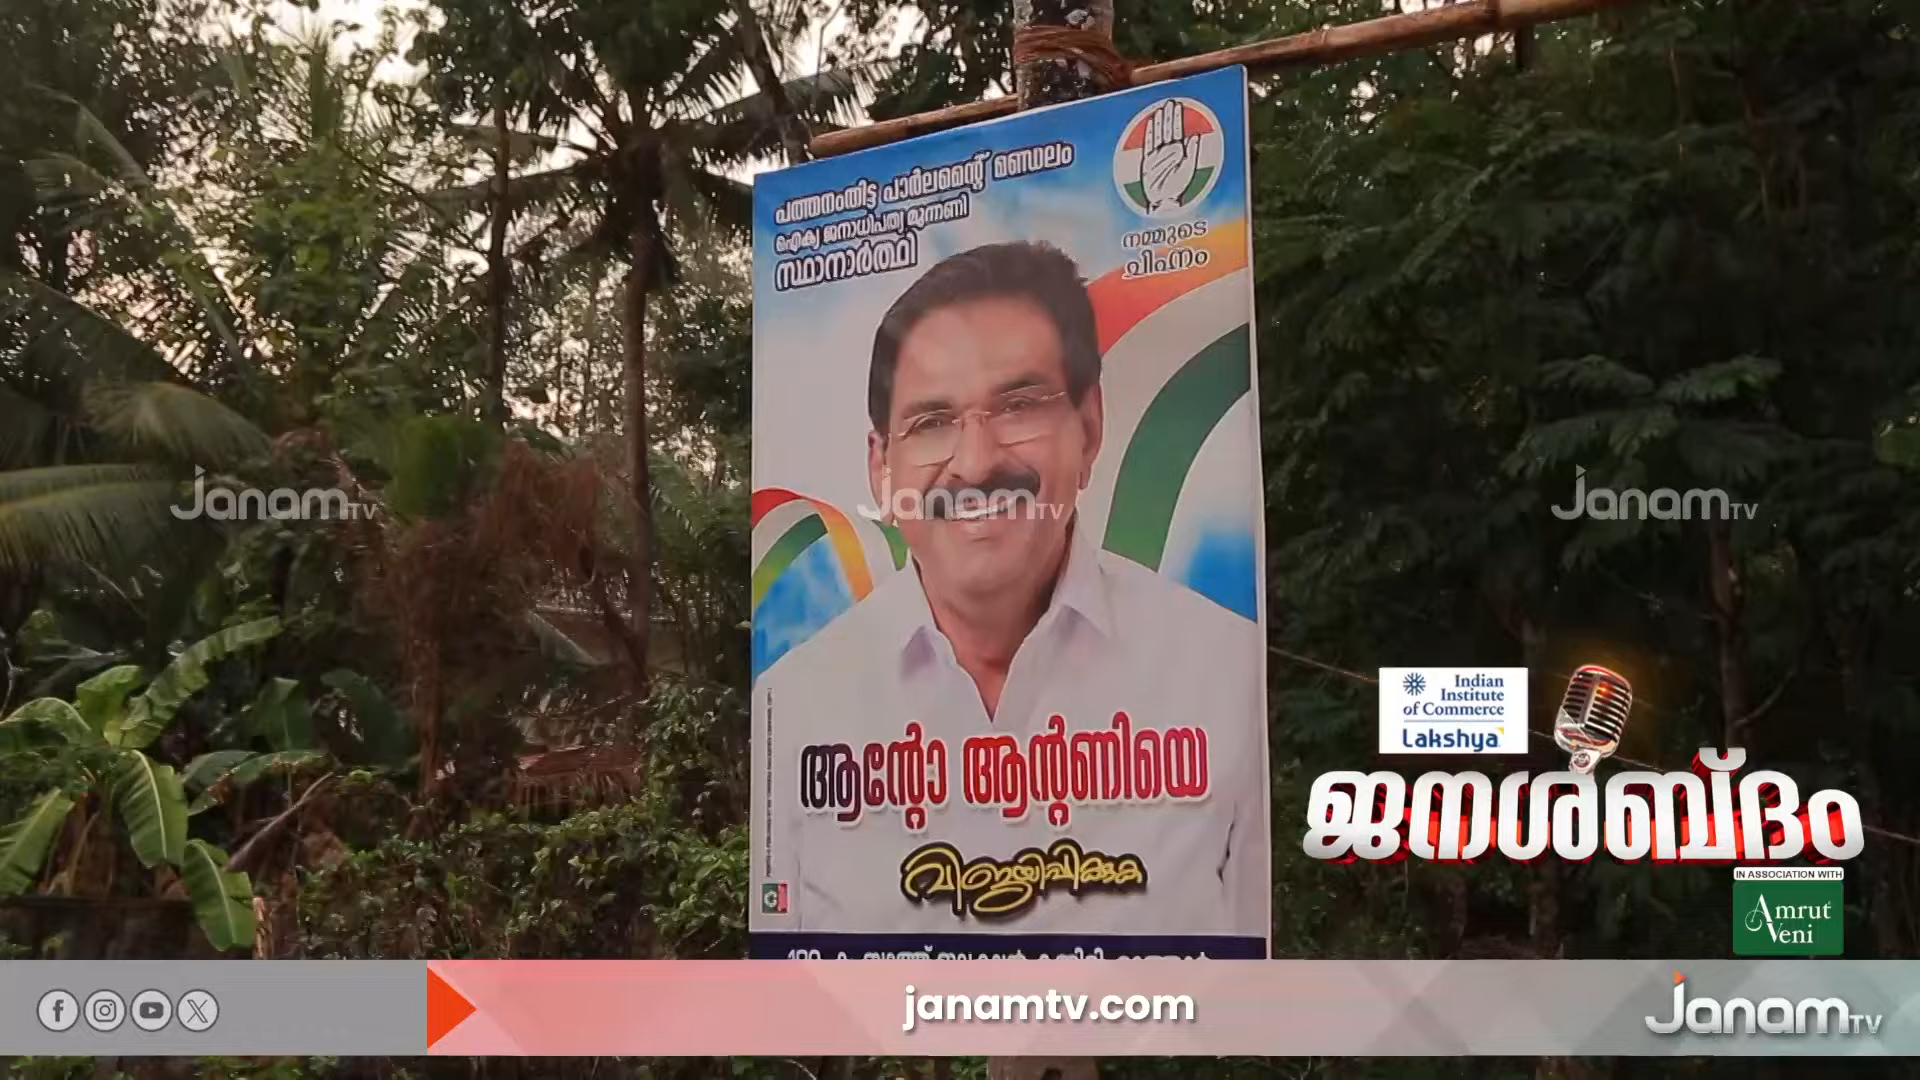 പത്തനംതിട്ട പാർലമെന്റ് മണ്ഡലം
ഐക്യ ജനാധിപത്യ മുന്നണി
സ്ഥാനാർത്ഥി
നമ്മുടെ
ചിഹ്നം
Janam TV
Janam TV
Janam TV
ആന്റോ ആന്റണിയെ
വിജയിപ്പിക്കുക
Indian
Institute
of Commerce
Lakshya
ജനശബ്ദം
IN ASSOCIATION WITH
Amrut
Veni
janamtv.com
Janam TV